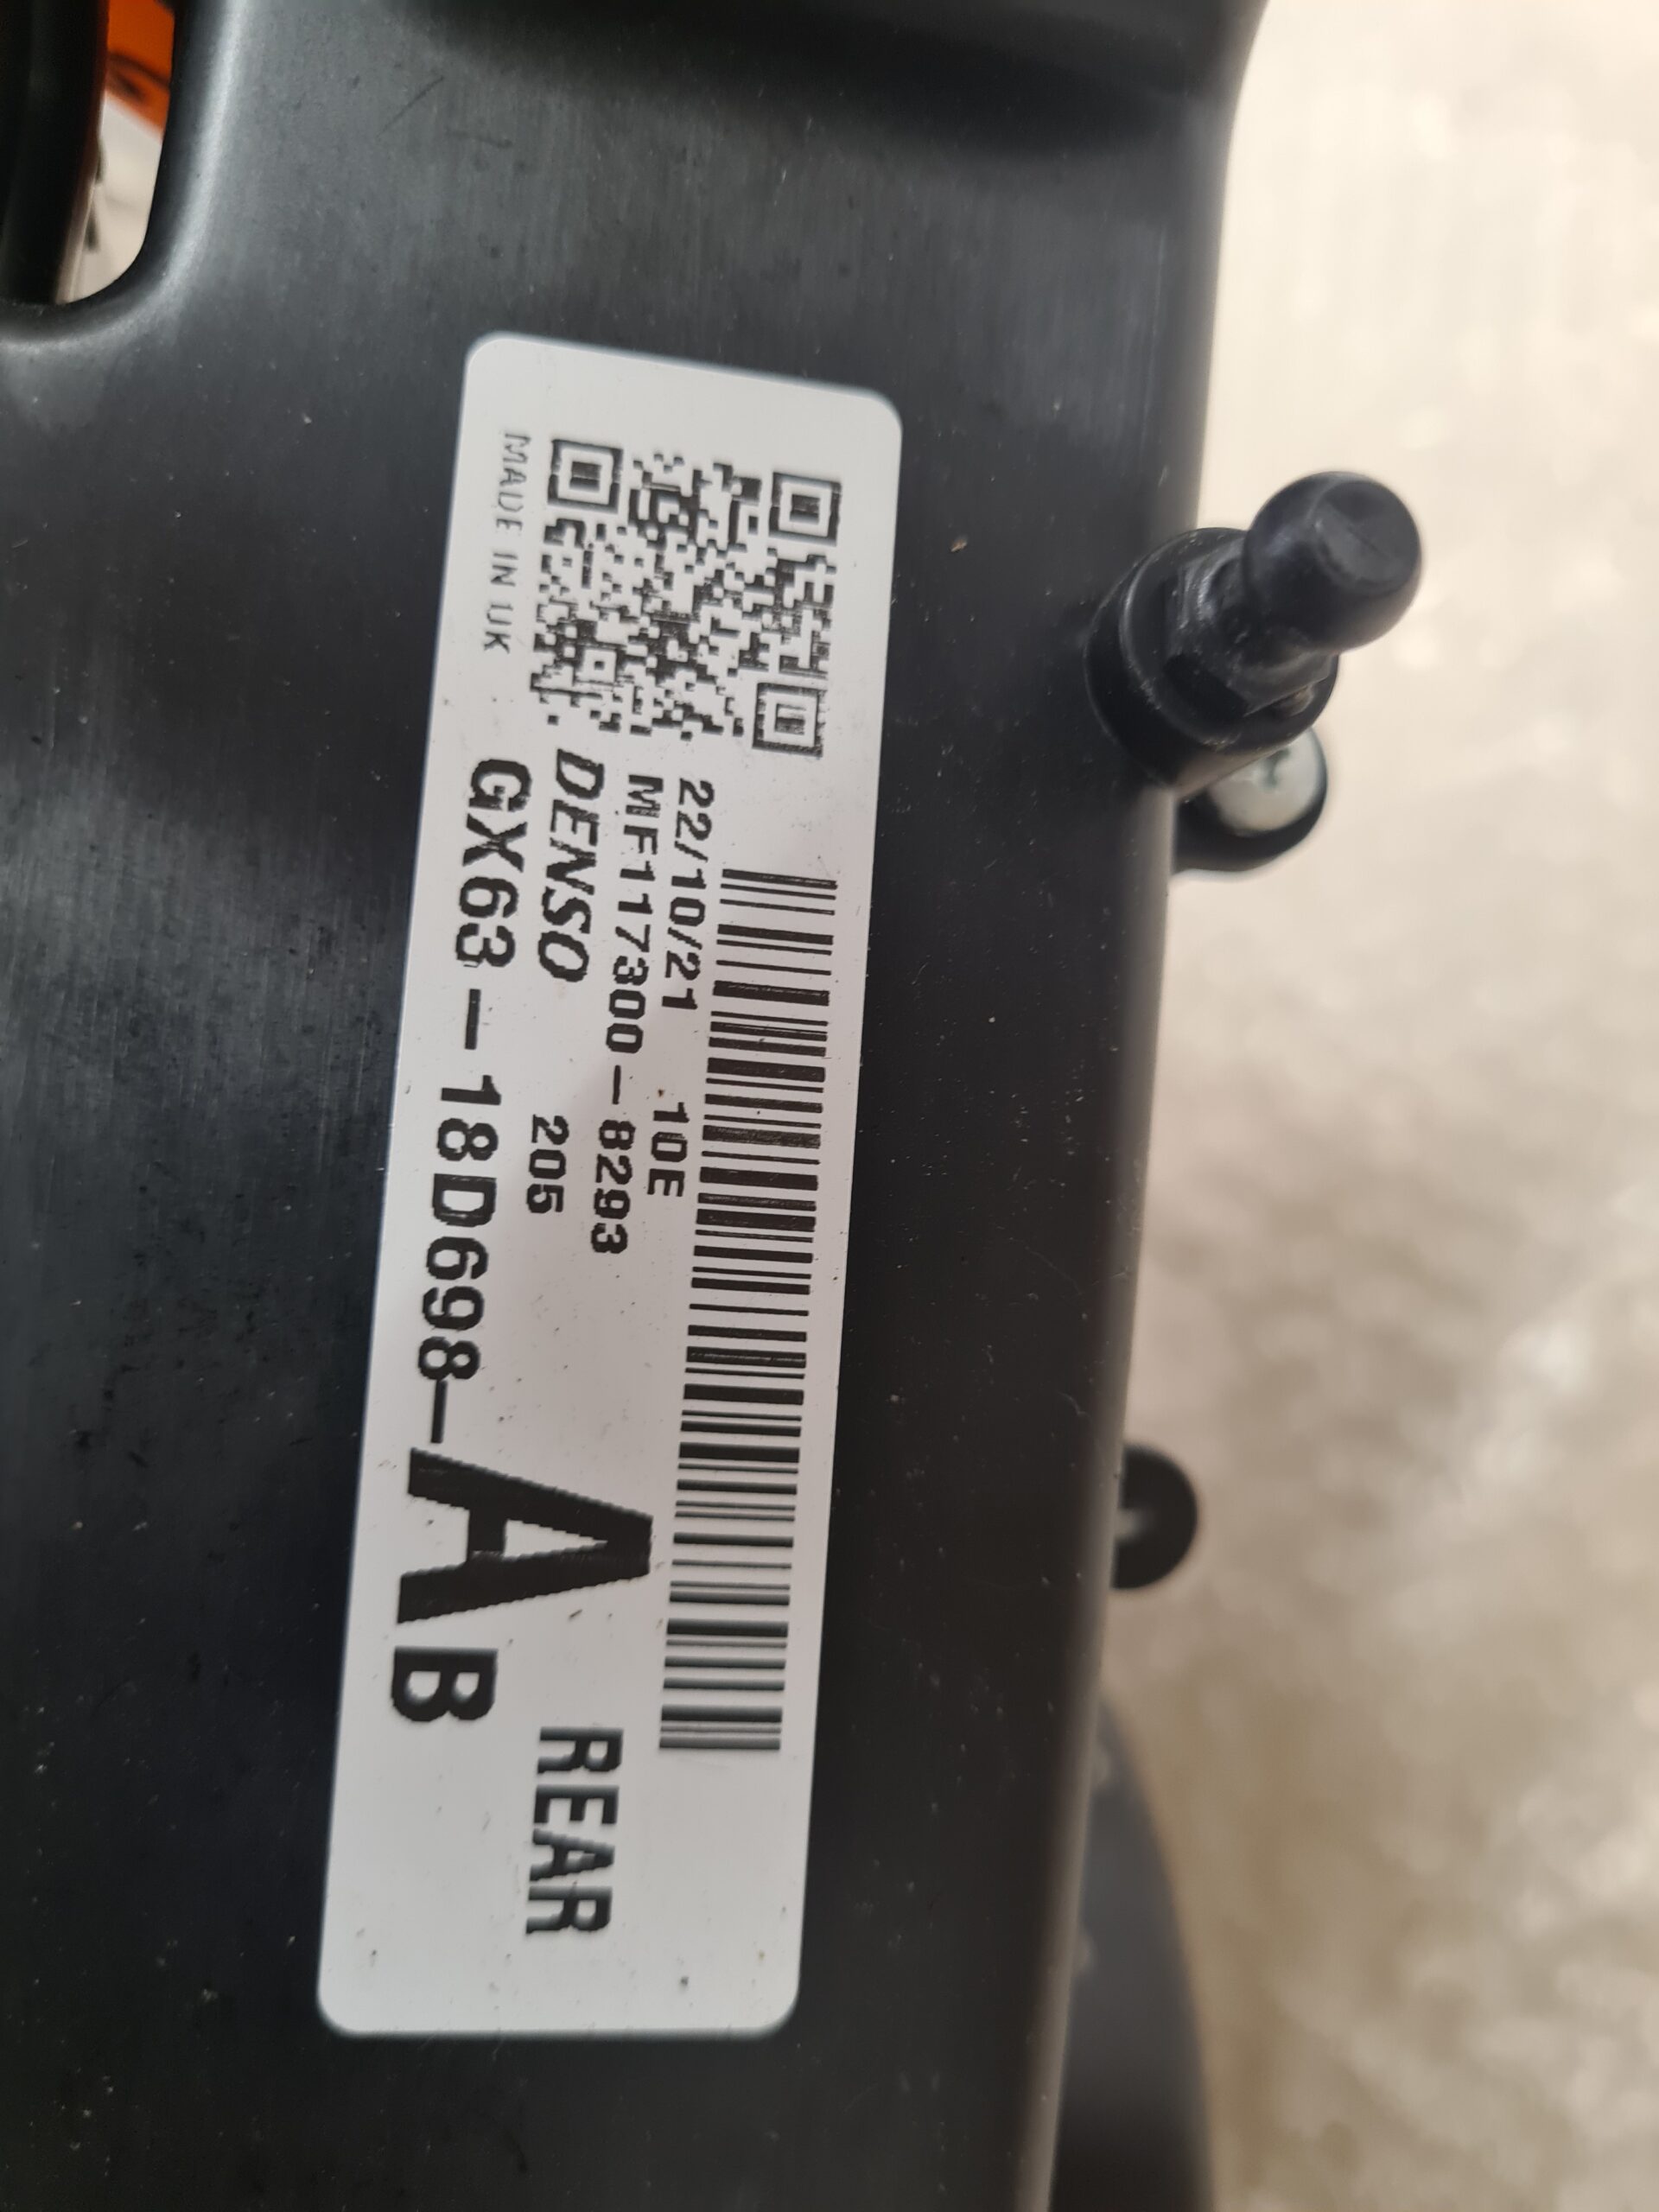 22/10/21 10E
MF117300-8293
DENSO 205
MADE IN UK
GX63-18D698-AB
REAR